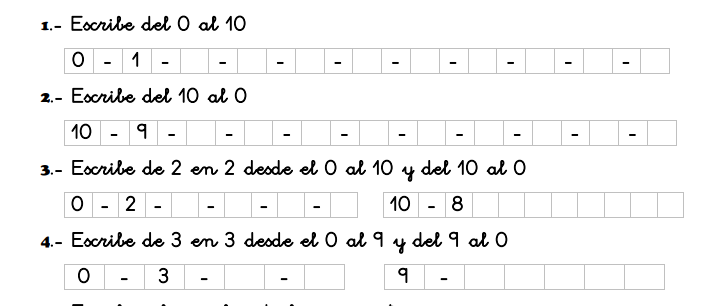 1.- Escribe del 0 al 10
0 - 1 - - - - - - - - -
2.- Escribe del 10 al 0
10 - 9 - - - - - - - - -
3.- Escribe de 2 en 2 desde el 0 al 10 y del 10 al 0
0 - 2 - - - - 10 - 8
4.- Escribe de 3 en 3 desde el 0 al 9 y del 9 al 0
0 - 3 - - 9 -